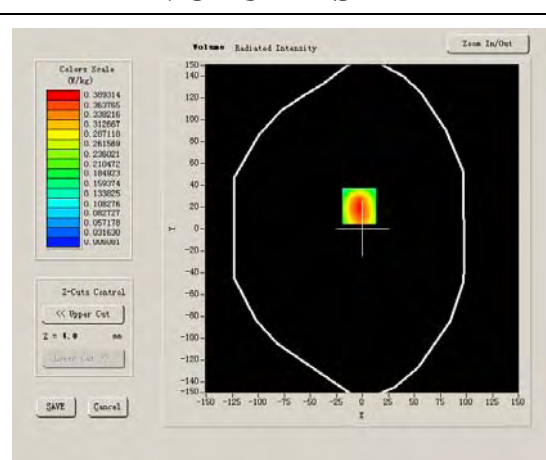 Volume Radiated Intensity
Zoom In/Out
Colors Scale
(W/kg)
0.389314
0.363765
0.338216
0.312667
0.287118
0.261569
0.236021
0.210472
0.184923
0.159374
0.133825
0.108276
0.082727
0.057178
0.031630
0.006081
150
140
120
100
80
60
40
20
0
-20
-40
-60
-80
-100
-120
-140
-150
Y
-150 -125 -100 -75 -50 -25 0 25 50 75 100 125 150
X
Z-Cuts Control
<< Upper Cut
Z = 4.0 mm
Lower Cut >>
SAVE
Cancel